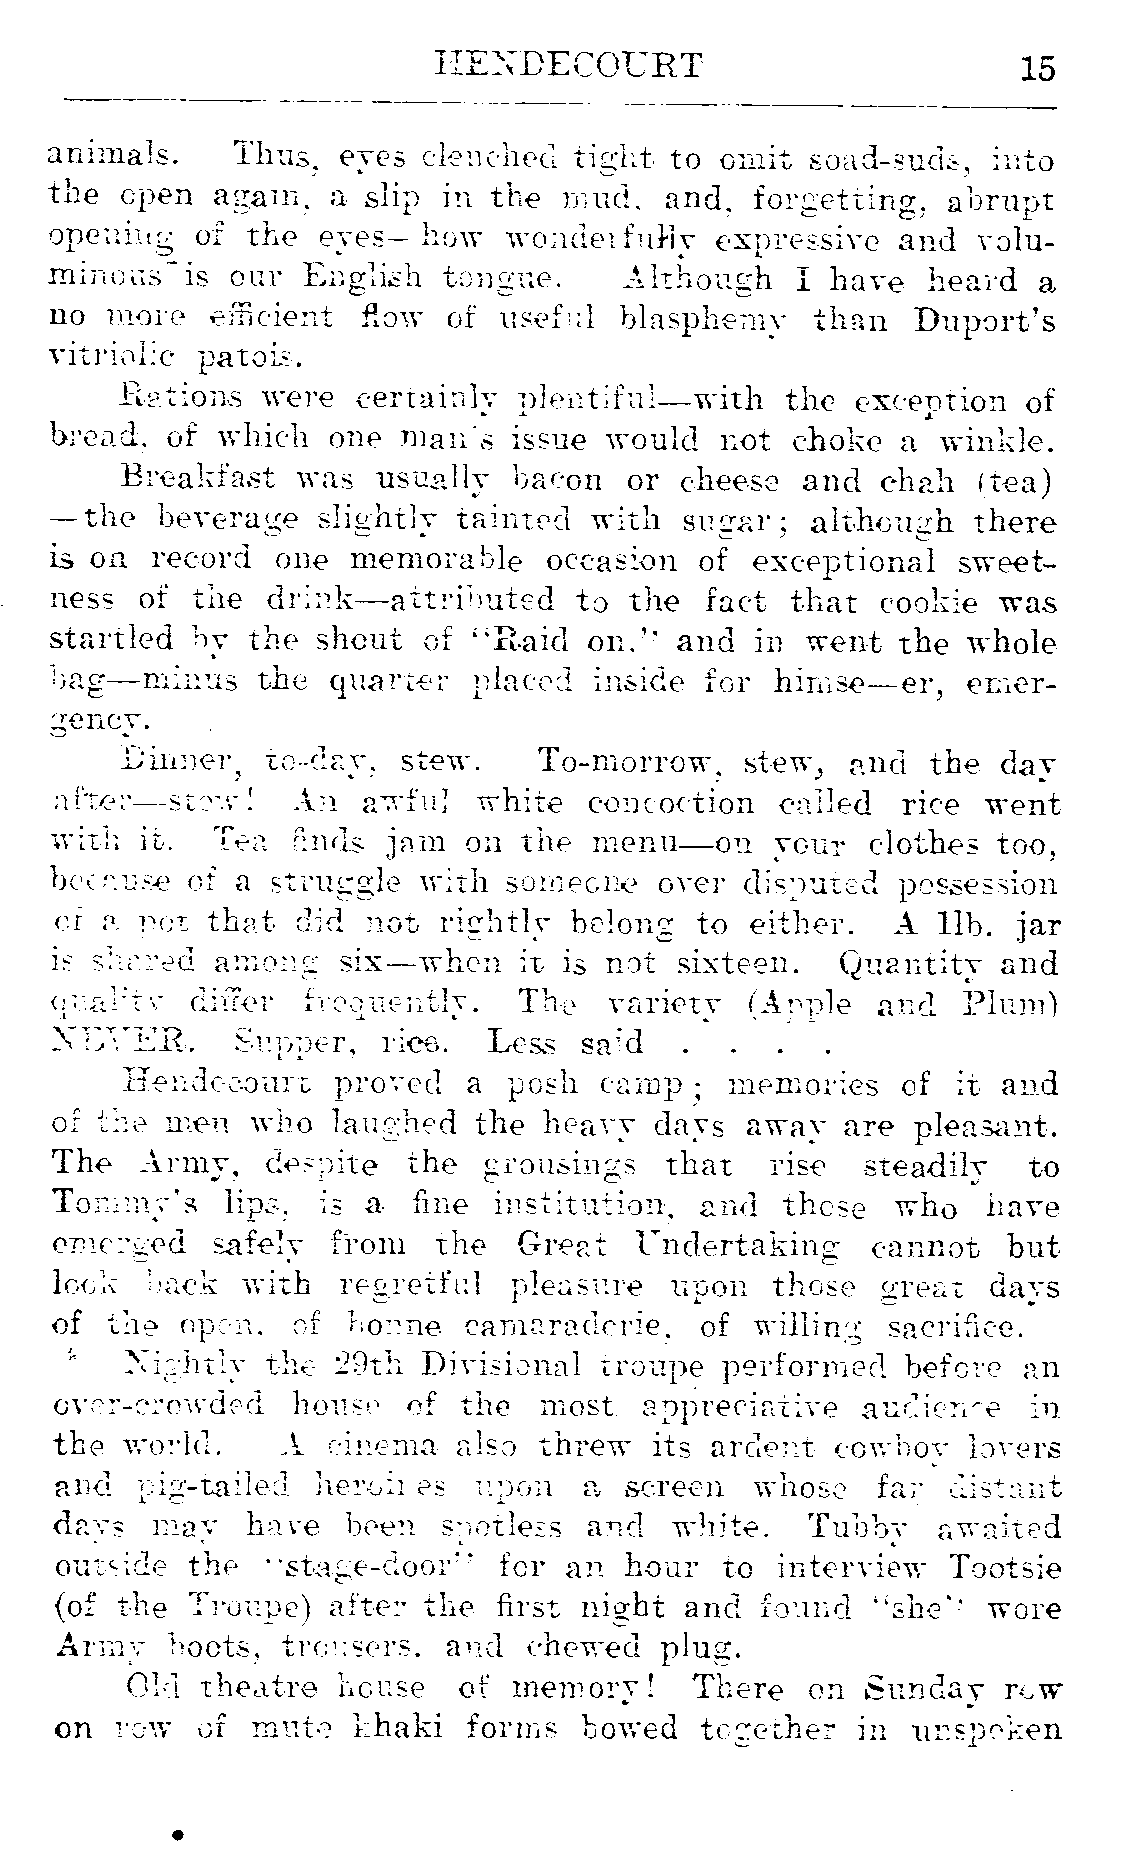 HENDECOURT 15
animals. Thus, eyes clenched tight to omit soad-suds, into
the open again, a slip in the mud, and, forgetting, abrupt
opening of the eyes—how wonderfully expressive and volu-
minous is our English tongue. Although I have heard a
no more efficient flow of useful blasphemy than Duport's
vitriolic patois.
Rations were certainly plentiful—with the exception of
bread, of which one man's issue would not choke a winkle.
Breakfast was usually bacon or cheese and chah (tea)
—the beverage slightly tainted with sugar; although there
is on record one memorable occasion of exceptional sweet-
ness of the drink—attributed to the fact that cookie was
startled by the shout of "Raid on," and in went the whole
bag—minus the quarter placed inside for himse—er, emer-
gency.
Dinner, to-day, stew. To-morrow, stew, and the day
after—stew! An awful white concoction called rice went
with it. Tea finds jam on the menu—on your clothes too,
because of a struggle with someone over disputed possession
of a pot that did not rightly belong to either. A 1lb. jar
is shared among six—when it is not sixteen. Quantity and
quality differ frequently. The variety (Apple and Plum)
NEVER. Supper, rice. Less said . . . .
Hendecourt proved a posh camp; memories of it and
of the men who laughed the heavy days away are pleasant.
The Army, despite the grousings that rise steadily to
Tommy's lips, is a fine institution, and those who have
emerged safely from the Great Undertaking cannot but
look back with regretful pleasure upon those great days
of the open, of bonne camaraderie, of willing sacrifice.
Nightly the 29th Divisional troupe performed before an
over-crowded house of the most appreciative audience in
the world. A cinema also threw its ardent cowboy lovers
and pig-tailed heroines upon a screen whose far distant
days may have been spotless and white. Tubby awaited
outside the "stage-door" for an hour to interview Tootsie
(of the Troupe) after the first night and found "she" wore
Army boots, trousers, and chewed plug.
Old theatre house of memory! There on Sunday row
on row of mute khaki forms bowed together in unspoken